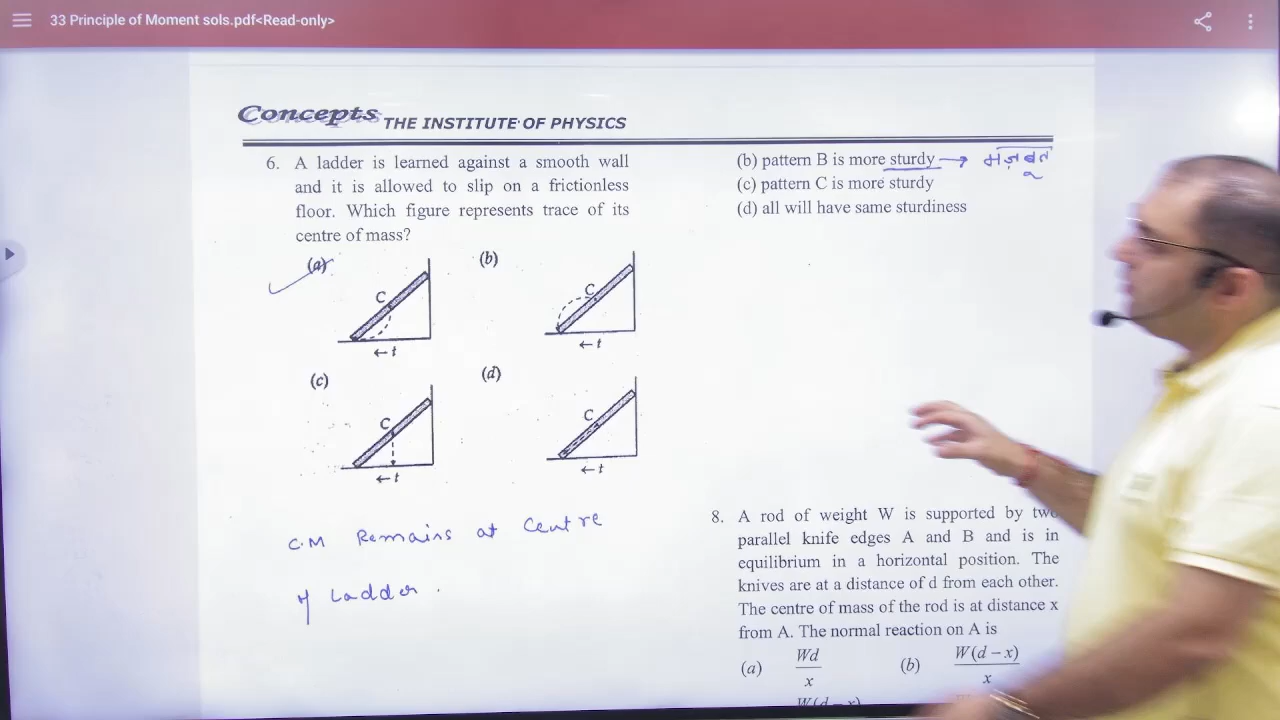 33 Principle of Moment sols.pdf<Read-only>
Concepts THE INSTITUTE OF PHYSICS
6. A ladder is learned against a smooth wall
and it is allowed to slip on a frictionless
floor. Which figure represents trace of its
centre of mass?
(a) (b)
C C
← t ← t
(c) (d)
C C
← t ← t
C.M Remains at Centre
of Ladder.
(b) pattern B is more sturdy → मज़बूत
(c) pattern C is more sturdy
(d) all will have same sturdiness
8. A rod of weight W is supported by two
parallel knife edges A and B and is in
equilibrium in a horizontal position. The
knives are at a distance of d from each other.
The centre of mass of the rod is at distance x
from A. The normal reaction on A is
(a) Wd/x (b) W(d – x)/x
W(d – x)